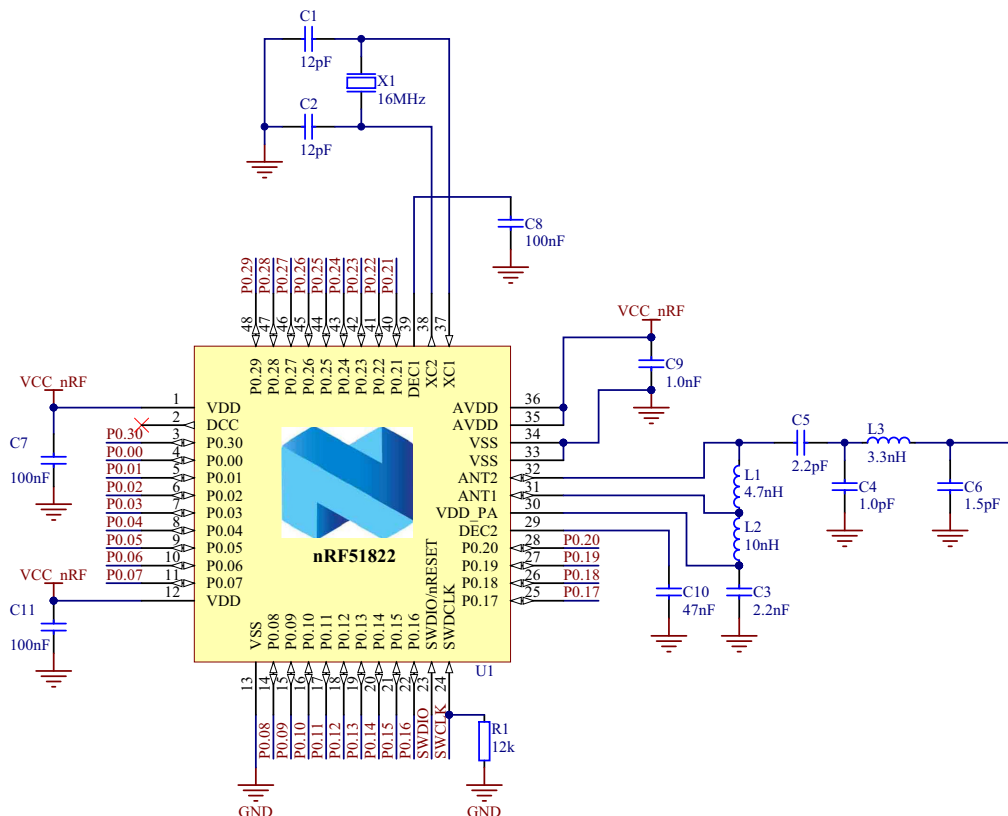 C1
12pF
X1
16MHz
C2
12pF
C8
100nF
P0.29
P0.28
P0.27
P0.26
P0.25
P0.24
P0.23
P0.22
P0.21
48
47
46
45
44
43
42
41
40
39
38
37
P0.29
P0.28
P0.27
P0.26
P0.25
P0.24
P0.23
P0.22
P0.21
DEC1
XC2
XC1
VCC_nRF
C9
1.0nF
VCC_nRF
C7
100nF
1 VDD
2 DCC
P0.30 3 P0.30
P0.00 4 P0.00
P0.01 5 P0.01
P0.02 6 P0.02
P0.03 7 P0.03
P0.04 8 P0.04
P0.05 9 P0.05
P0.06 10 P0.06
P0.07 11 P0.07
12 VDD
VCC_nRF
C11
100nF
nRF51822
AVDD 36
AVDD 35
VSS 34
VSS 33
ANT2 32
ANT1 31
VDD_PA 30
DEC2 29
P0.20 28 P0.20
P0.19 27 P0.19
P0.18 26 P0.18
P0.17 25 P0.17
C5
2.2pF
L3
3.3nH
L1
4.7nH
C4
1.0pF
C6
1.5pF
L2
10nH
C10
47nF
C3
2.2nF
VSS
P0.08
P0.09
P0.10
P0.11
P0.12
P0.13
P0.14
P0.15
P0.16
SWDIO/nRESET
SWDCLK
U1
13
14
15
16
17
18
19
20
21
22
23
24
P0.08
P0.09
P0.10
P0.11
P0.12
P0.13
P0.14
P0.15
P0.16
SWDIO
SWCLK
R1
12k
GND
GND